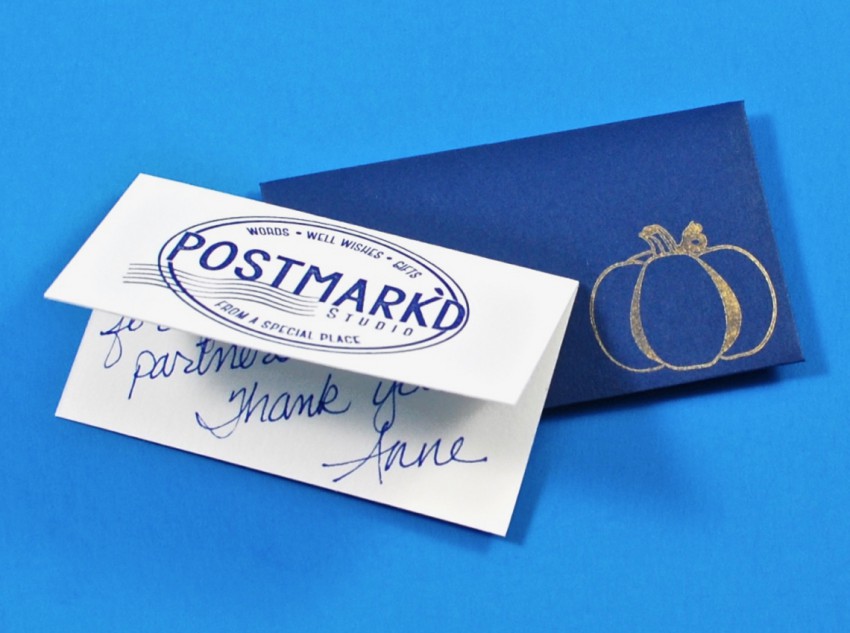 WORDS • WELL WISHES • GIFTS
POSTMARK'D
STUDIO
FROM A SPECIAL PLACE
Thank
Anne